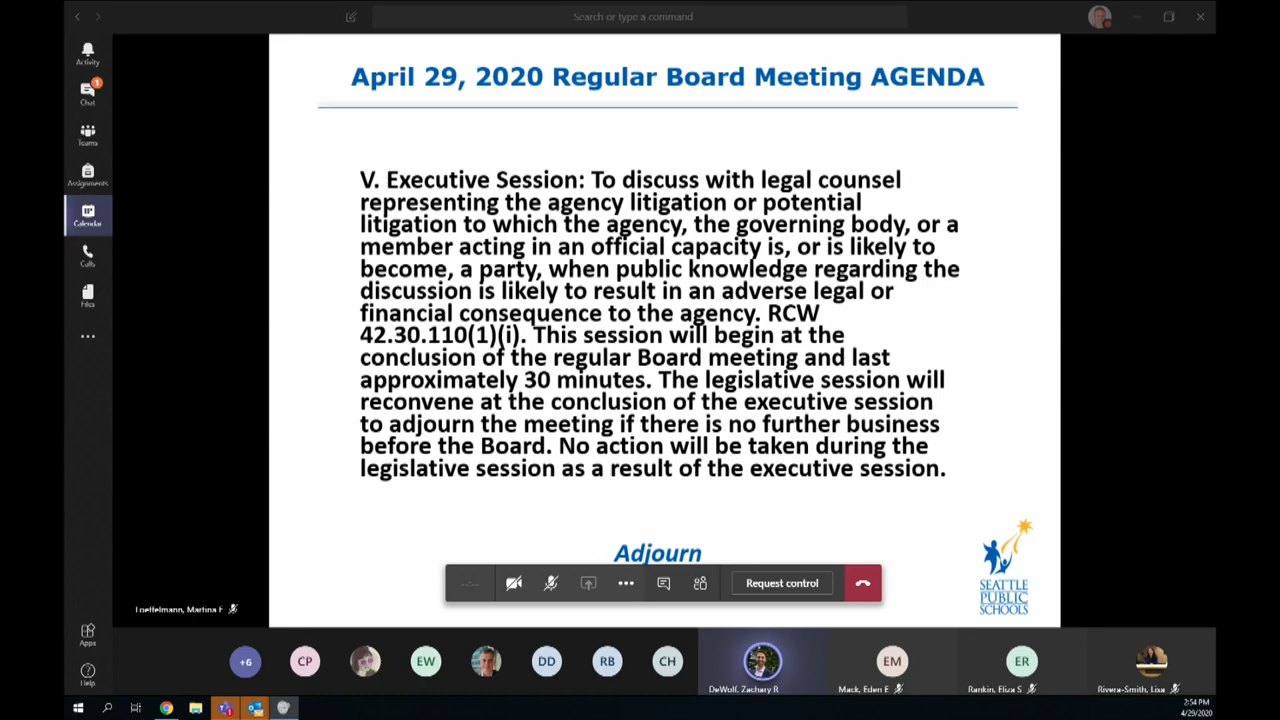 Search or type a command
Activity
1
Chat
Teams
Assignments
Calendar
Calls
Files
Apps
Help
April 29, 2020 Regular Board Meeting AGENDA
V. Executive Session: To discuss with legal counsel
representing the agency litigation or potential
litigation to which the agency, the governing body, or a
member acting in an official capacity is, or is likely to
become, a party, when public knowledge regarding the
discussion is likely to result in an adverse legal or
financial consequence to the agency. RCW
42.30.110(1)(i). This session will begin at the
conclusion of the regular Board meeting and last
approximately 30 minutes. The legislative session will
reconvene at the conclusion of the executive session
to adjourn the meeting if there is no further business
before the Board. No action will be taken during the
legislative session as a result of the executive session.
Adjourn
SEATTLE
PUBLIC
SCHOOLS
--:--
Request control
Loeffelmann, Martina F
+6
CP
EW
DD
RB
CH
DeWolf, Zachary R
EM
Mack, Eden E
ER
Rankin, Eliza S
Rivera-Smith, Lisa
2:54 PM
4/29/2020